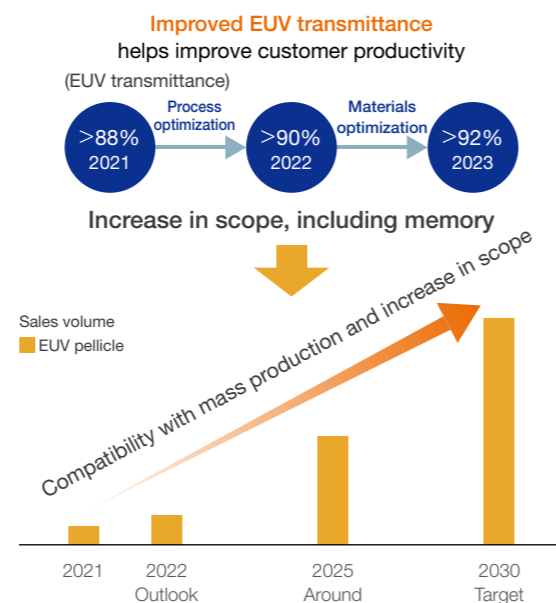 Improved EUV transmittance
helps improve customer productivity
(EUV transmittance)
>88%
2021
Process
optimization
>90%
2022
Materials
optimization
>92%
2023
Increase in scope, including memory
Compatibility with mass production and increase in scope
Sales volume
EUV pellicle
2021
2022
Outlook
2025
Around
2030
Target